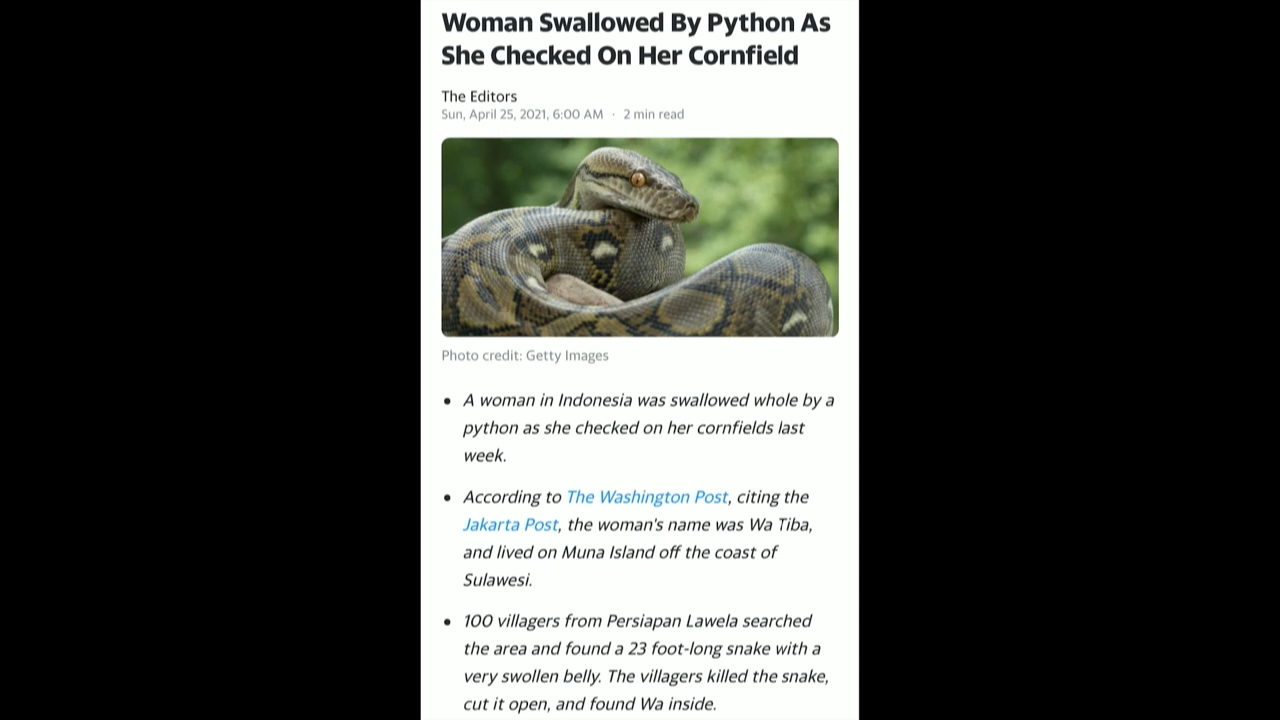 Woman Swallowed By Python As
She Checked On Her Cornfield
The Editors
Sun, April 25, 2021, 6:00 AM · 2 min read
Photo credit: Getty Images
• A woman in Indonesia was swallowed whole by a
python as she checked on her cornfields last
week.
• According to The Washington Post, citing the
Jakarta Post, the woman's name was Wa Tiba,
and lived on Muna Island off the coast of
Sulawesi.
• 100 villagers from Persiapan Lawela searched
the area and found a 23 foot-long snake with a
very swollen belly. The villagers killed the snake,
cut it open, and found Wa inside.